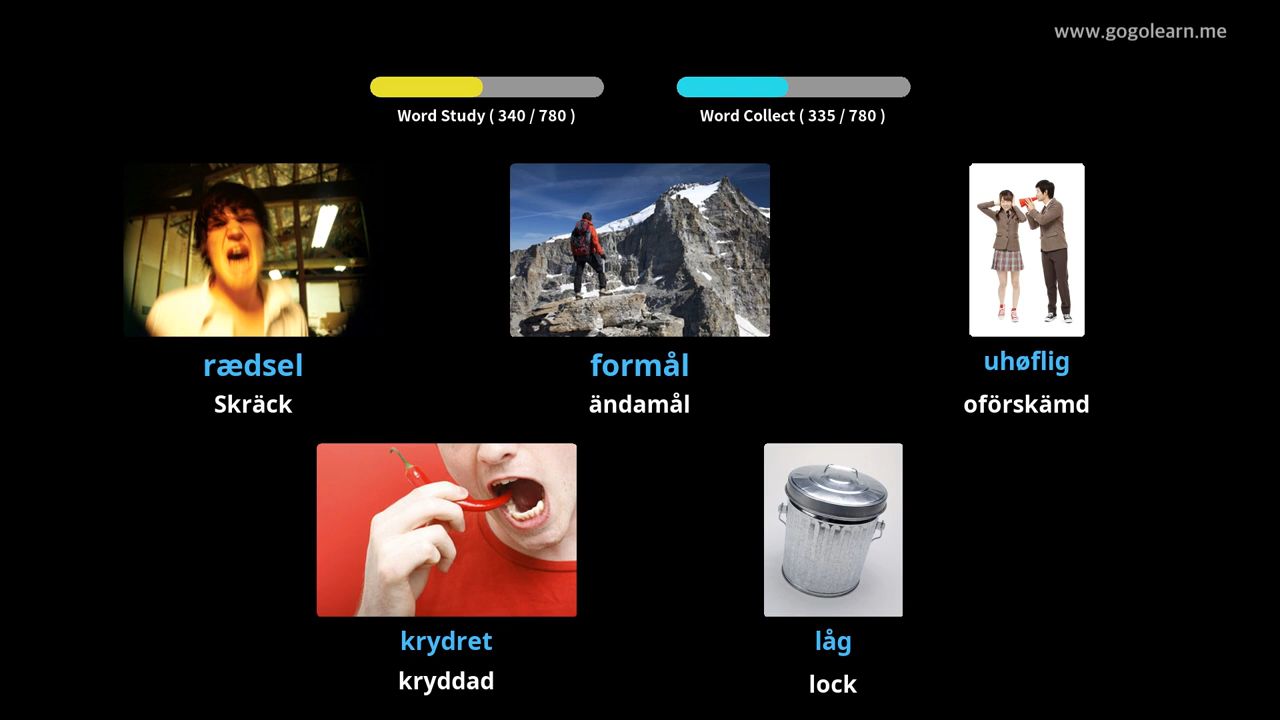 www.gogolearn.me
Word Study ( 340 / 780 )
Word Collect ( 335 / 780 )
rædsel
Skräck
formål
ändamål
uhøflig
oförskämd
krydret
kryddad
låg
lock